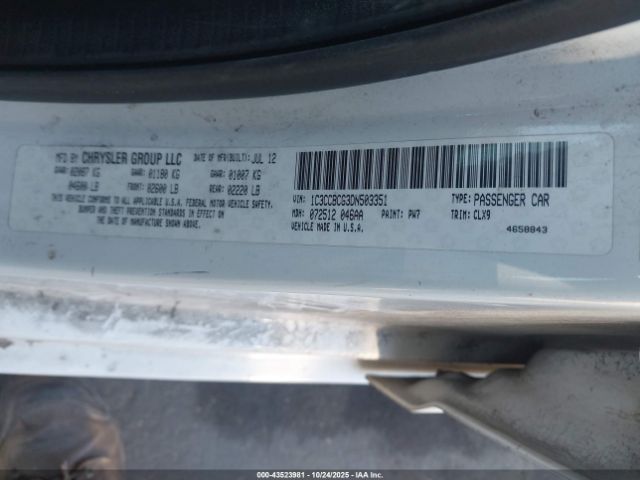 MFD BY CHRYSLER GROUP LLC DATE OF MFR(BUILT): JUL 12
GVWR: 02087 KG GAWR: 01180 KG GAWR: 01007 KG
04600 LB FRONT: 02600 LB REAR: 02220 LB
THIS VEHICLE CONFORMS TO ALL APPLICABLE U.S.A. FEDERAL MOTOR VEHICLE SAFETY,
BUMPER AND THEFT PREVENTION STANDARDS IN EFFECT ON
THE DATE OF MANUFACTURE SHOWN ABOVE.
VIN: 1C3CCBCG3DN503351 TYPE: PASSENGER CAR
MDH: 072512 046AA PAINT: PW7 TRIM: CLX9
VEHICLE MADE IN U.S.A. 4658843
000-43523981 - 10/24/2025 - IAAI.com